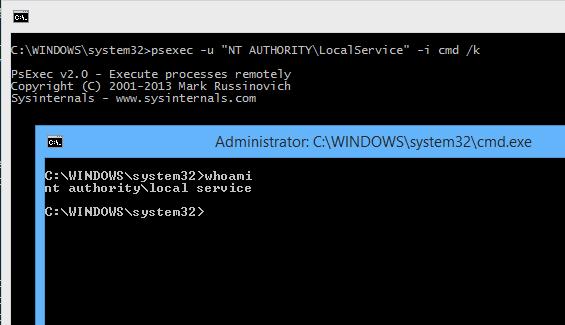 C:\WINDOWS\system32>psexec -u "NT AUTHORITY\LocalService" -i cmd /k
PsExec v2.0 - Execute processes remotely
Copyright (C) 2001-2013 Mark Russinovich
Sysinternals - www.sysinternals.com
Administrator: C:\WINDOWS\system32\cmd.exe
C:\WINDOWS\system32>whoami
nt authority\local service
C:\WINDOWS\system32>